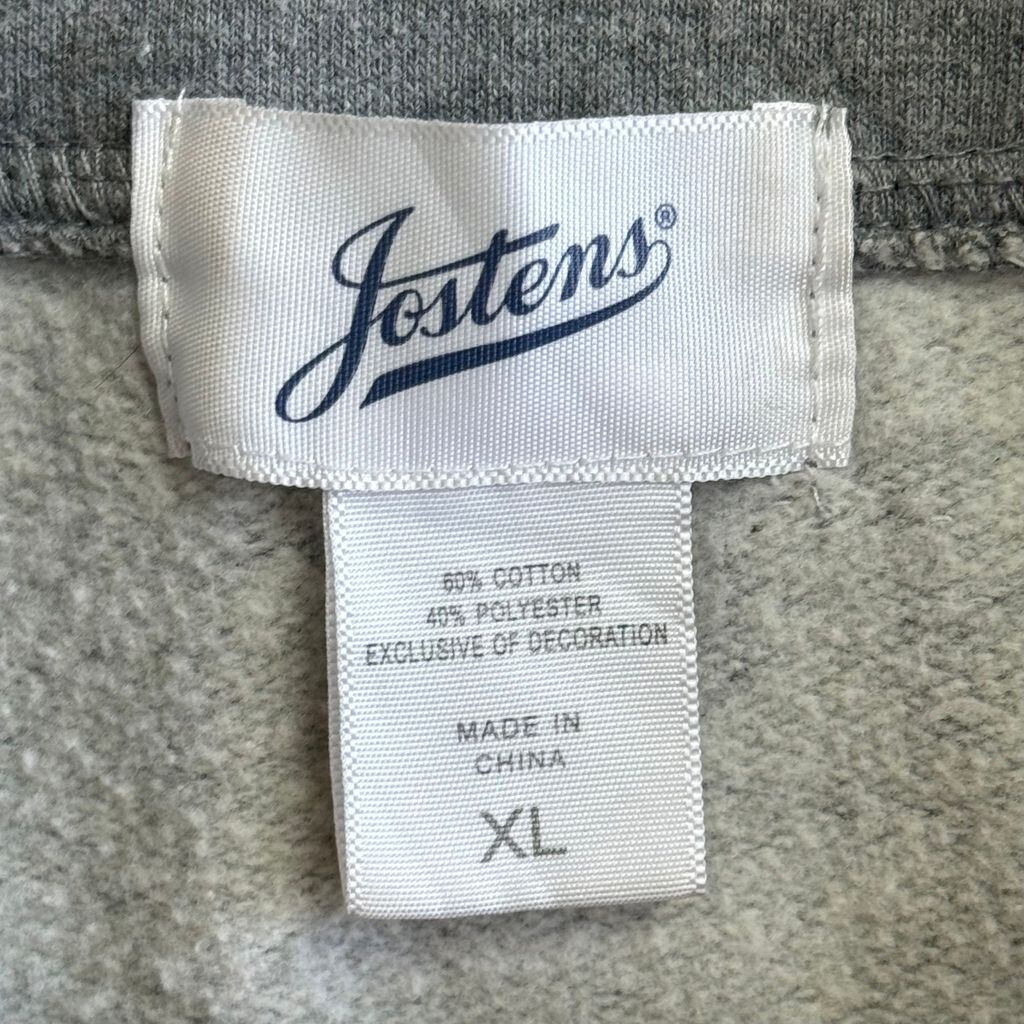 Jostens®
60% COTTON
40% POLYESTER
EXCLUSIVE OF DECORATION
MADE IN
CHINA
XL